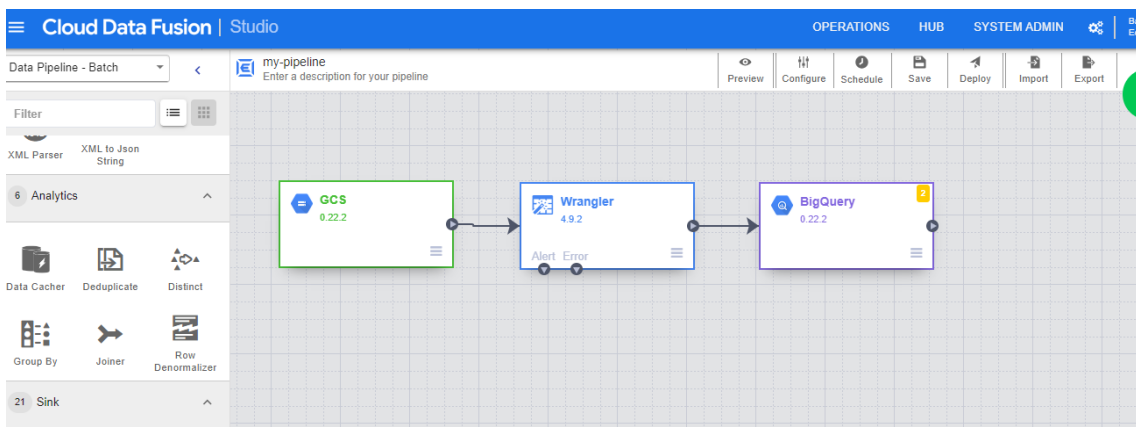 Cloud Data Fusion | Studio
OPERATIONS HUB SYSTEM ADMIN
Data Pipeline - Batch
my-pipeline
Enter a description for your pipeline
Preview Configure Schedule Save Deploy Import Export
Filter
XML Parser
XML to Json
String
6 Analytics
Data Cacher Deduplicate Distinct
Group By Joiner
Row
Denormalizer
21 Sink
GCS
0.22.2
Wrangler
4.9.2
Alert Error
BigQuery
0.22.2
2